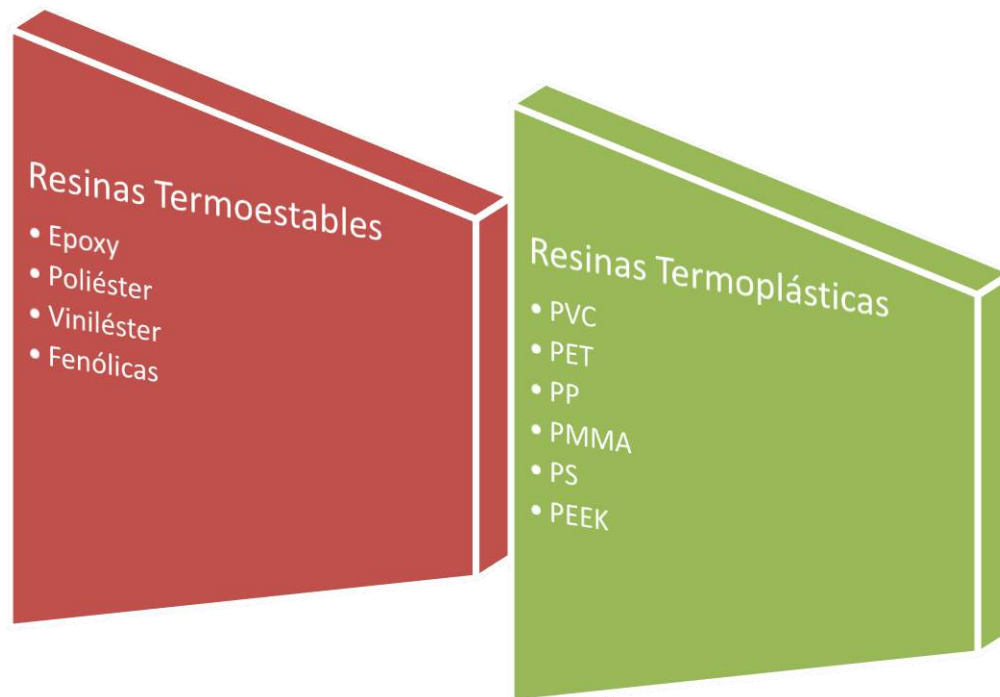 Resinas Termoestables
• Epoxy
• Poliéster
• Viniléster
• Fenólicas
Resinas Termoplásticas
• PVC
• PET
• PP
• PMMA
• PS
• PEEK